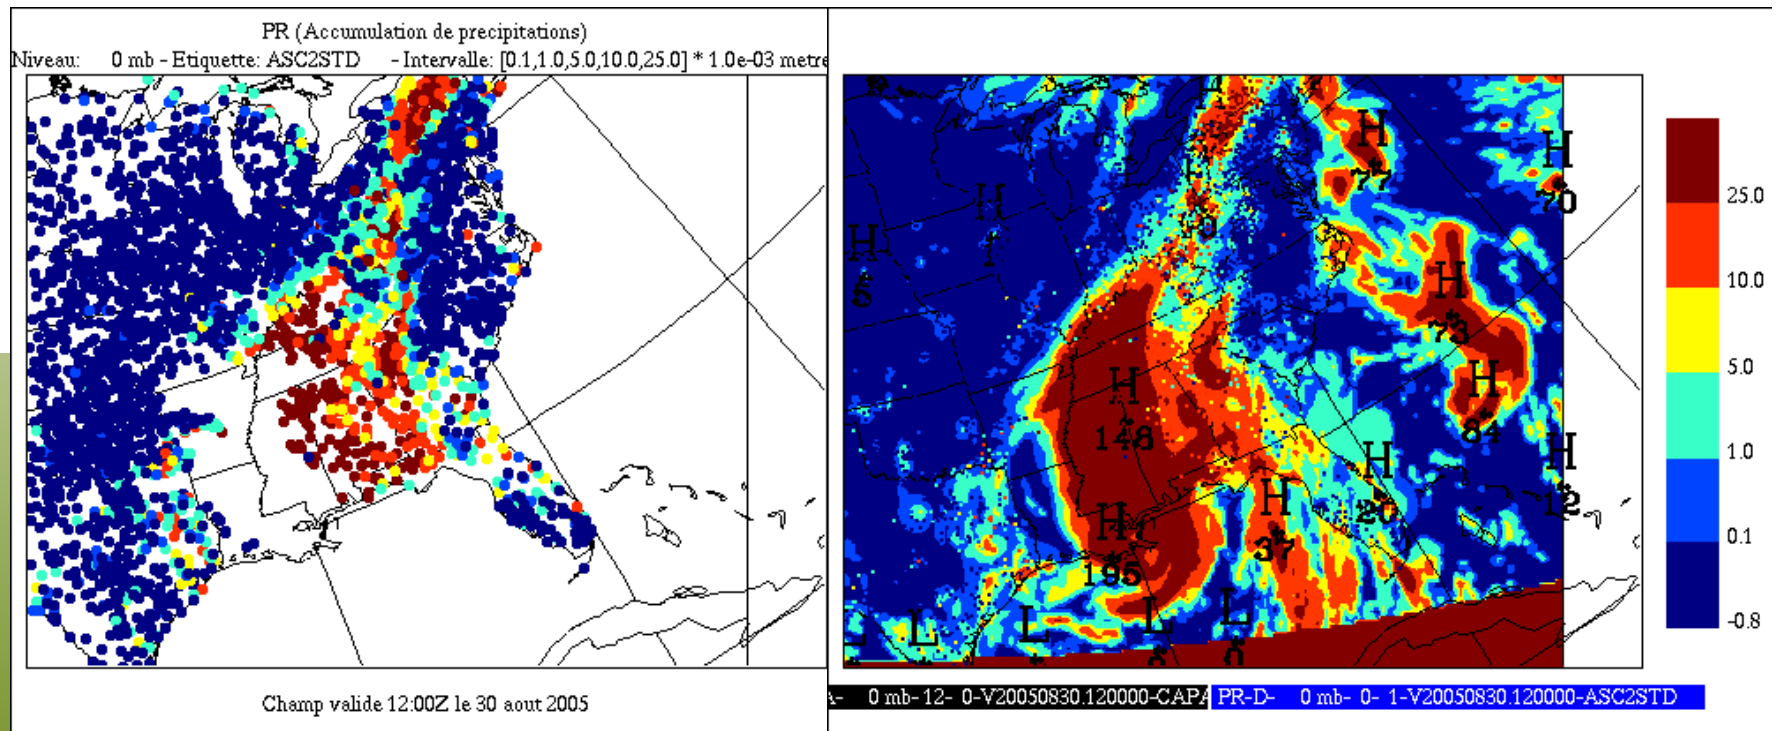 PR (Accumulation de precipitations)
Niveau: 0 mb - Etiquette: ASC2STD - Intervalle: [0.1,1.0,5.0,10.0,25.0] * 1.0e-03 metre
H
H
77
H
70
H
H
H
0
H
73
H
H
148
H
84
H
20
H
12
H
195
H
37
L
L
L
L
0
25.0
10.0
5.0
1.0
0.1
-0.8
Champ valide 12:00Z le 30 aout 2005
0 mb- 12- 0-V20050830.120000-CAPA
PR-D- 0 mb- 0- 1-V20050830.120000-ASC2STD